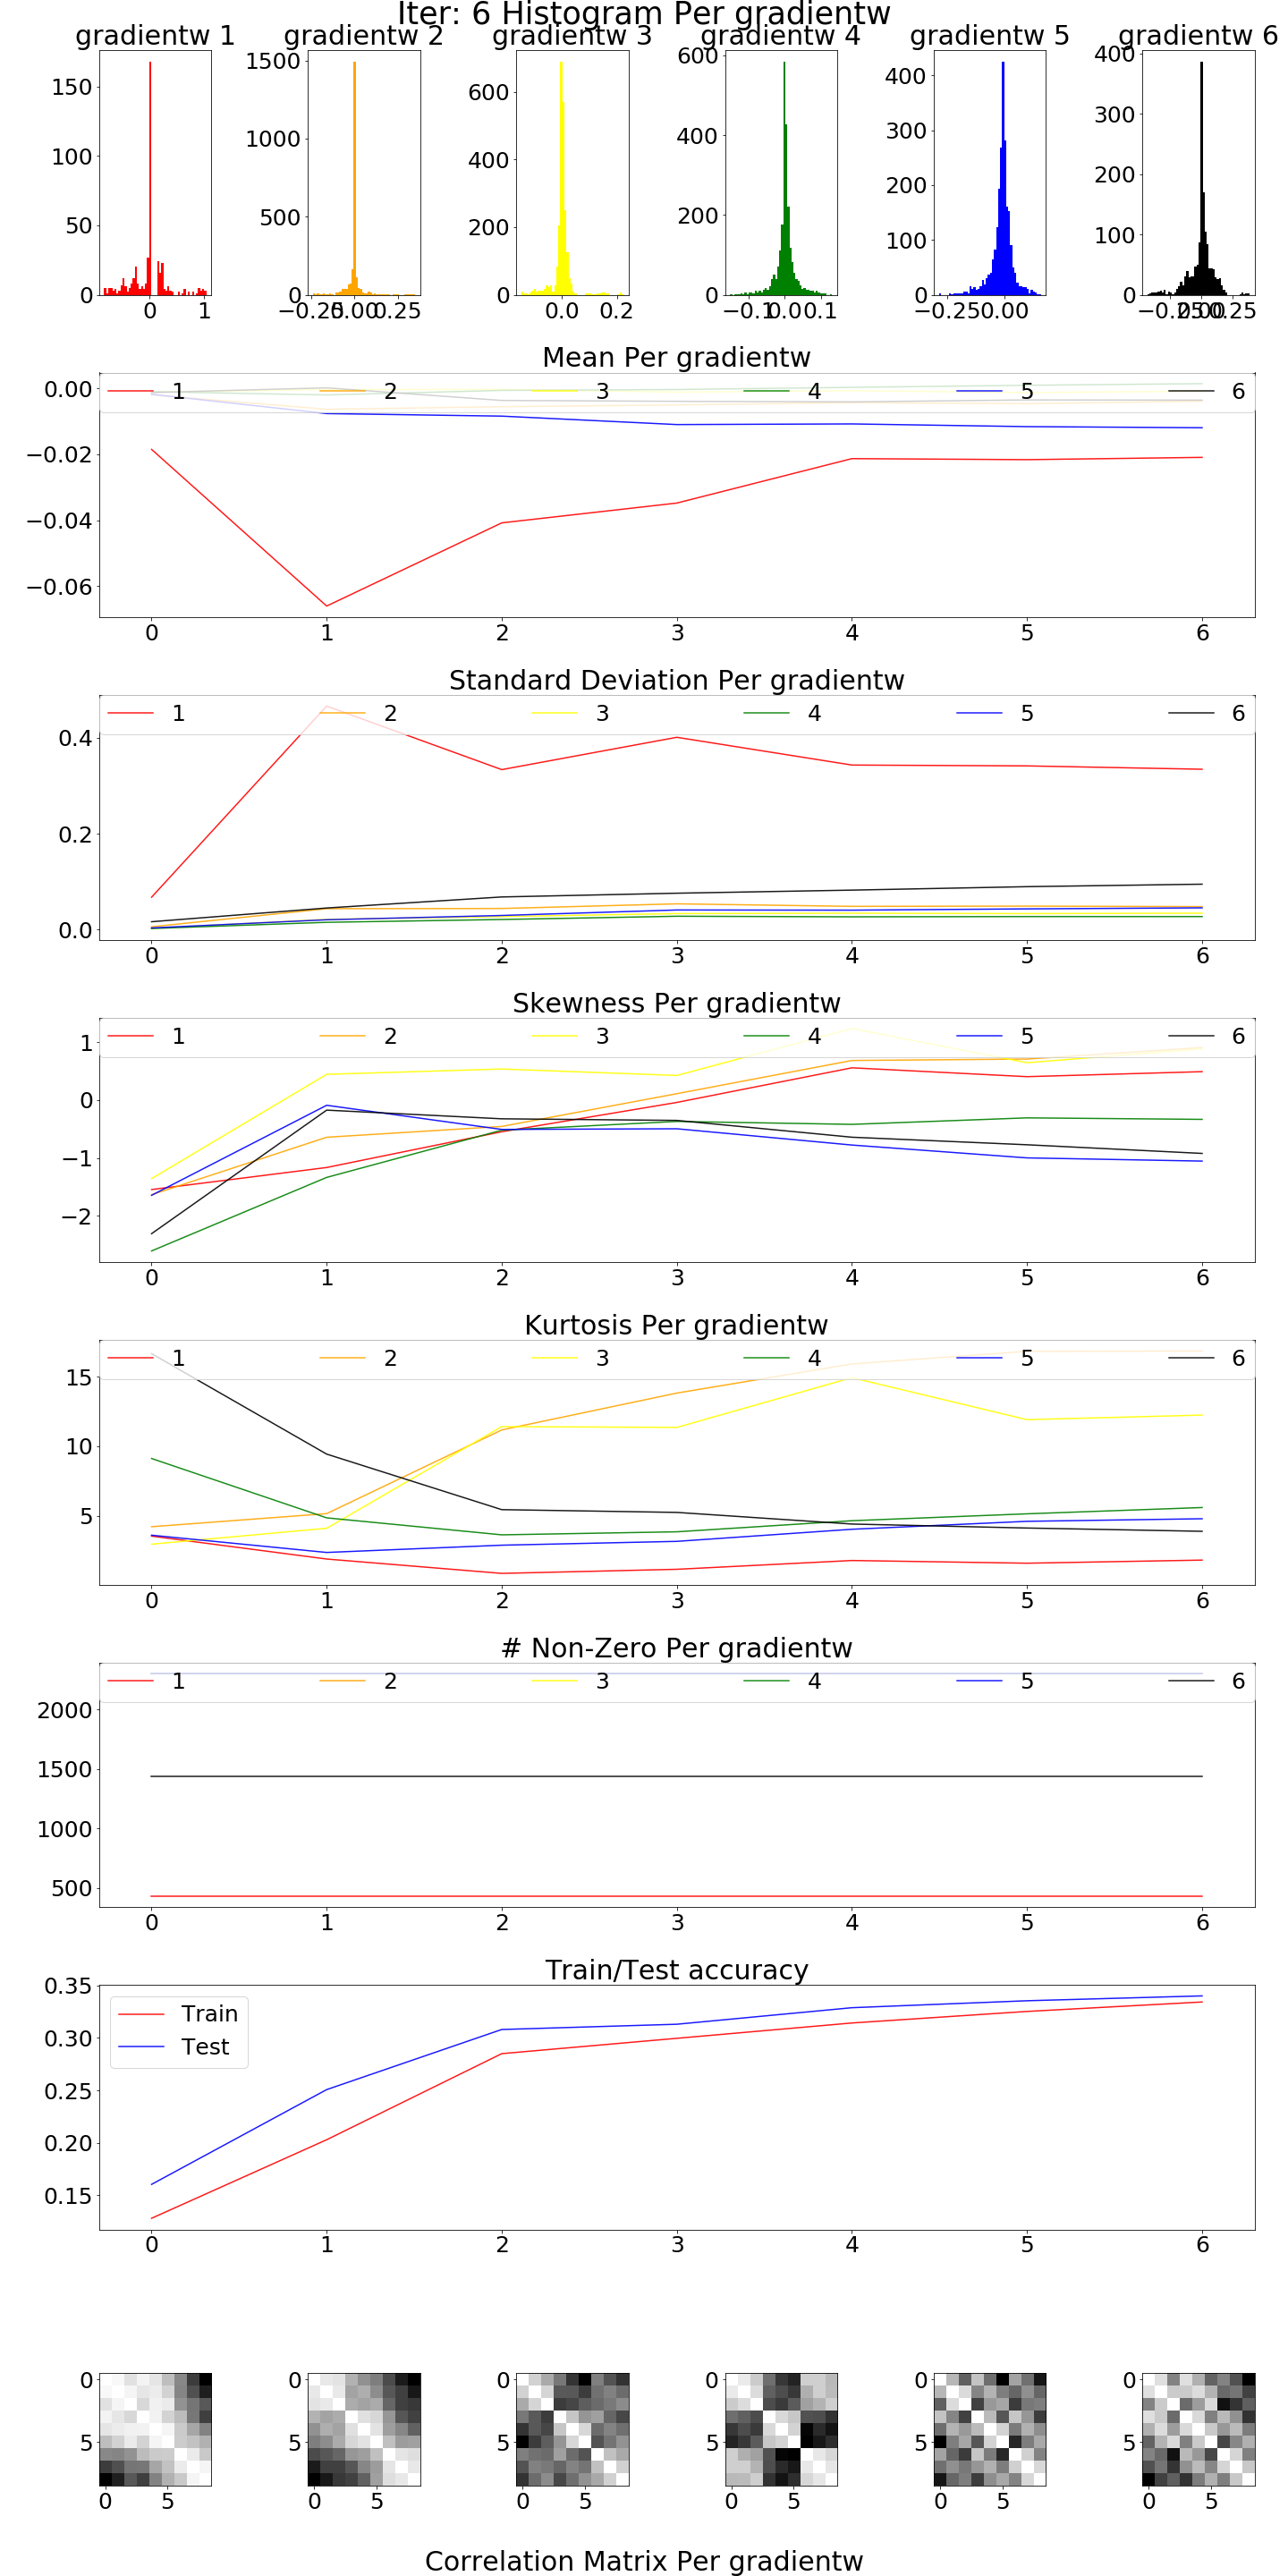 Iter: 6 Histogram Per gradientw
gradientw 1 gradientw 2 gradientw 3 gradientw 4 gradientw 5 gradientw 6
150
100
50
0
0 1
1500
1000
500
0
−0.25 0.00 0.25
600
400
200
0
0.0 0.2
600
400
200
0
−0.1 0.0 0.1
400
300
200
100
0
−0.25 0.00
400
300
200
100
0
−0.25 0.00 0.25
Mean Per gradientw
1 2 3 4 5 6
0.00
−0.02
−0.04
−0.06
0 1 2 3 4 5 6
Standard Deviation Per gradientw
1 2 3 4 5 6
0.4
0.2
0.0
0 1 2 3 4 5 6
Skewness Per gradientw
1 2 3 4 5 6
1
0
−1
−2
0 1 2 3 4 5 6
Kurtosis Per gradientw
1 2 3 4 5 6
15
10
5
0 1 2 3 4 5 6
# Non-Zero Per gradientw
1 2 3 4 5 6
2000
1500
1000
500
0 1 2 3 4 5 6
Train/Test accuracy
Train
Test
0.35
0.30
0.25
0.20
0.15
0 1 2 3 4 5 6
0 0 0 0 0 0
5 5 5 5 5 5
0 5 0 5 0 5 0 5 0 5 0 5
Correlation Matrix Per gradientw